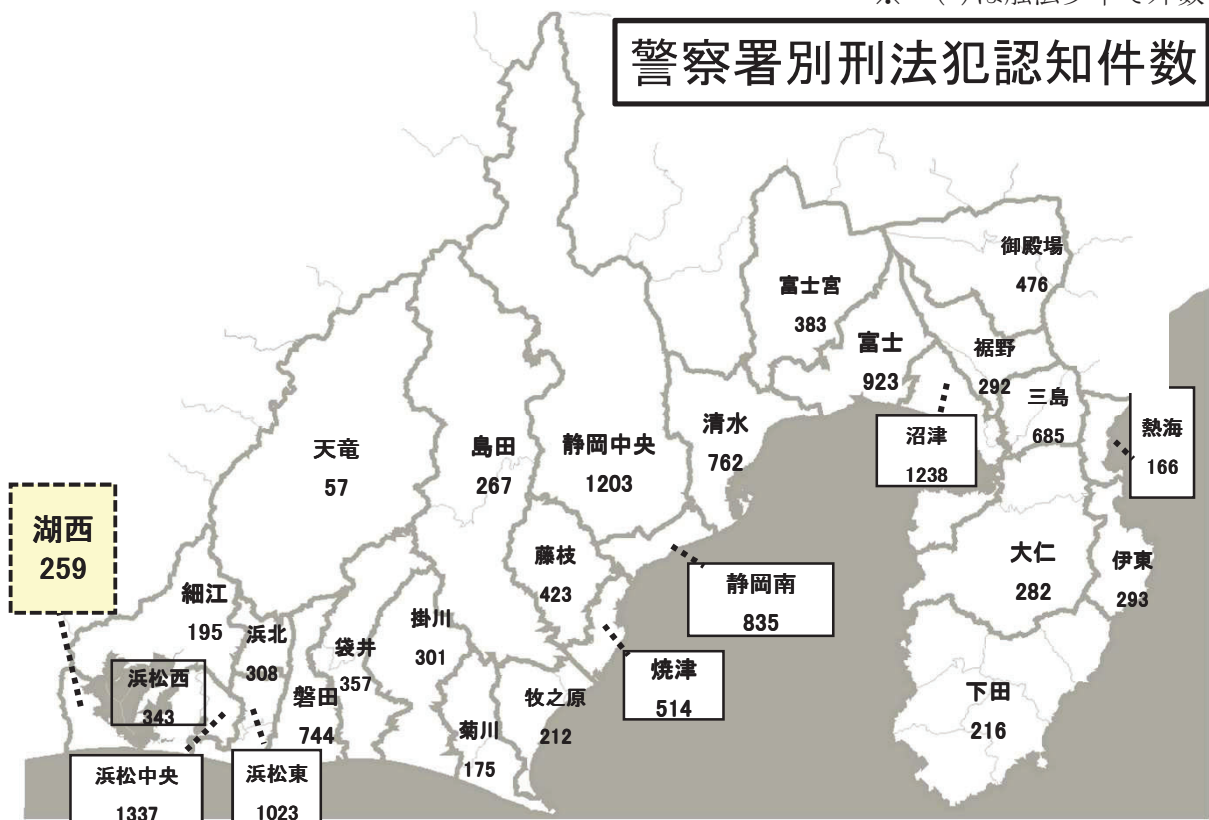 警察署別刑法犯認知件数
御殿場
476
富士宮
383
富士
923
裾野
292
三島
685
熱海
166
沼津
1238
清水
762
静岡中央
1203
島田
267
天竜
57
湖西
259
藤枝
423
静岡南
835
大仁
282
伊東
293
細江
195
浜北
308
袋井
357
掛川
301
焼津
514
浜松西
343
磐田
744
牧之原
212
菊川
175
下田
216
浜松中央
1337
浜松東
1023